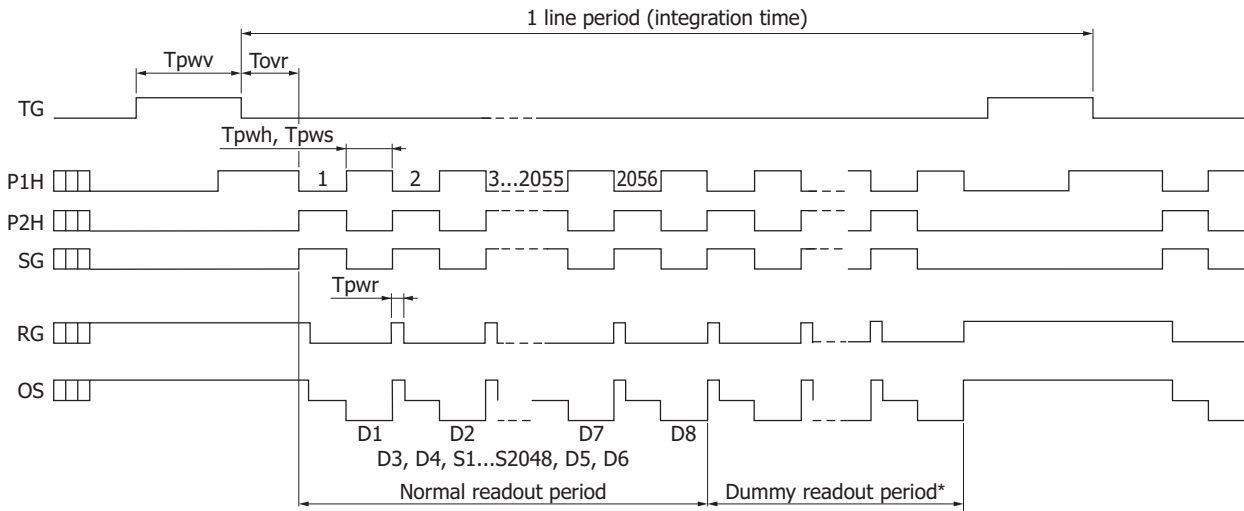 1 line period (integration time)
Tpwv
Tovr
TG
Tpwh, Tpws
P1H
1
2
3...2055
2056
P2H
SG
Tpwr
RG
OS
D1
D2
D7
D8
D3, D4, S1...S2048, D5, D6
Normal readout period
Dummy readout period*